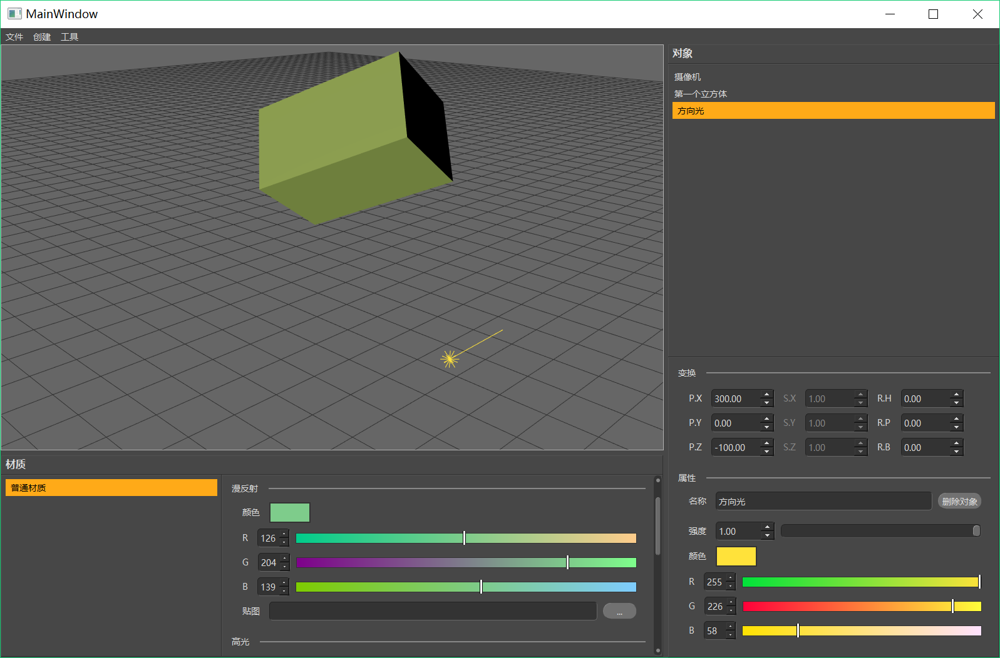 MainWindow
文件 创建 工具
对象
摄像机
第一个立方体
方向光
变换
P.X 300.00 S.X 1.00 R.H 0.00
P.Y 0.00 S.Y 1.00 R.P 0.00
P.Z -100.00 S.Z 1.00 R.B 0.00
属性
名称 方向光 删除对象
强度 1.00
颜色
R 255
G 226
B 58
材质
普通材质
漫反射
颜色
R 126
G 204
B 139
贴图 ...
高光